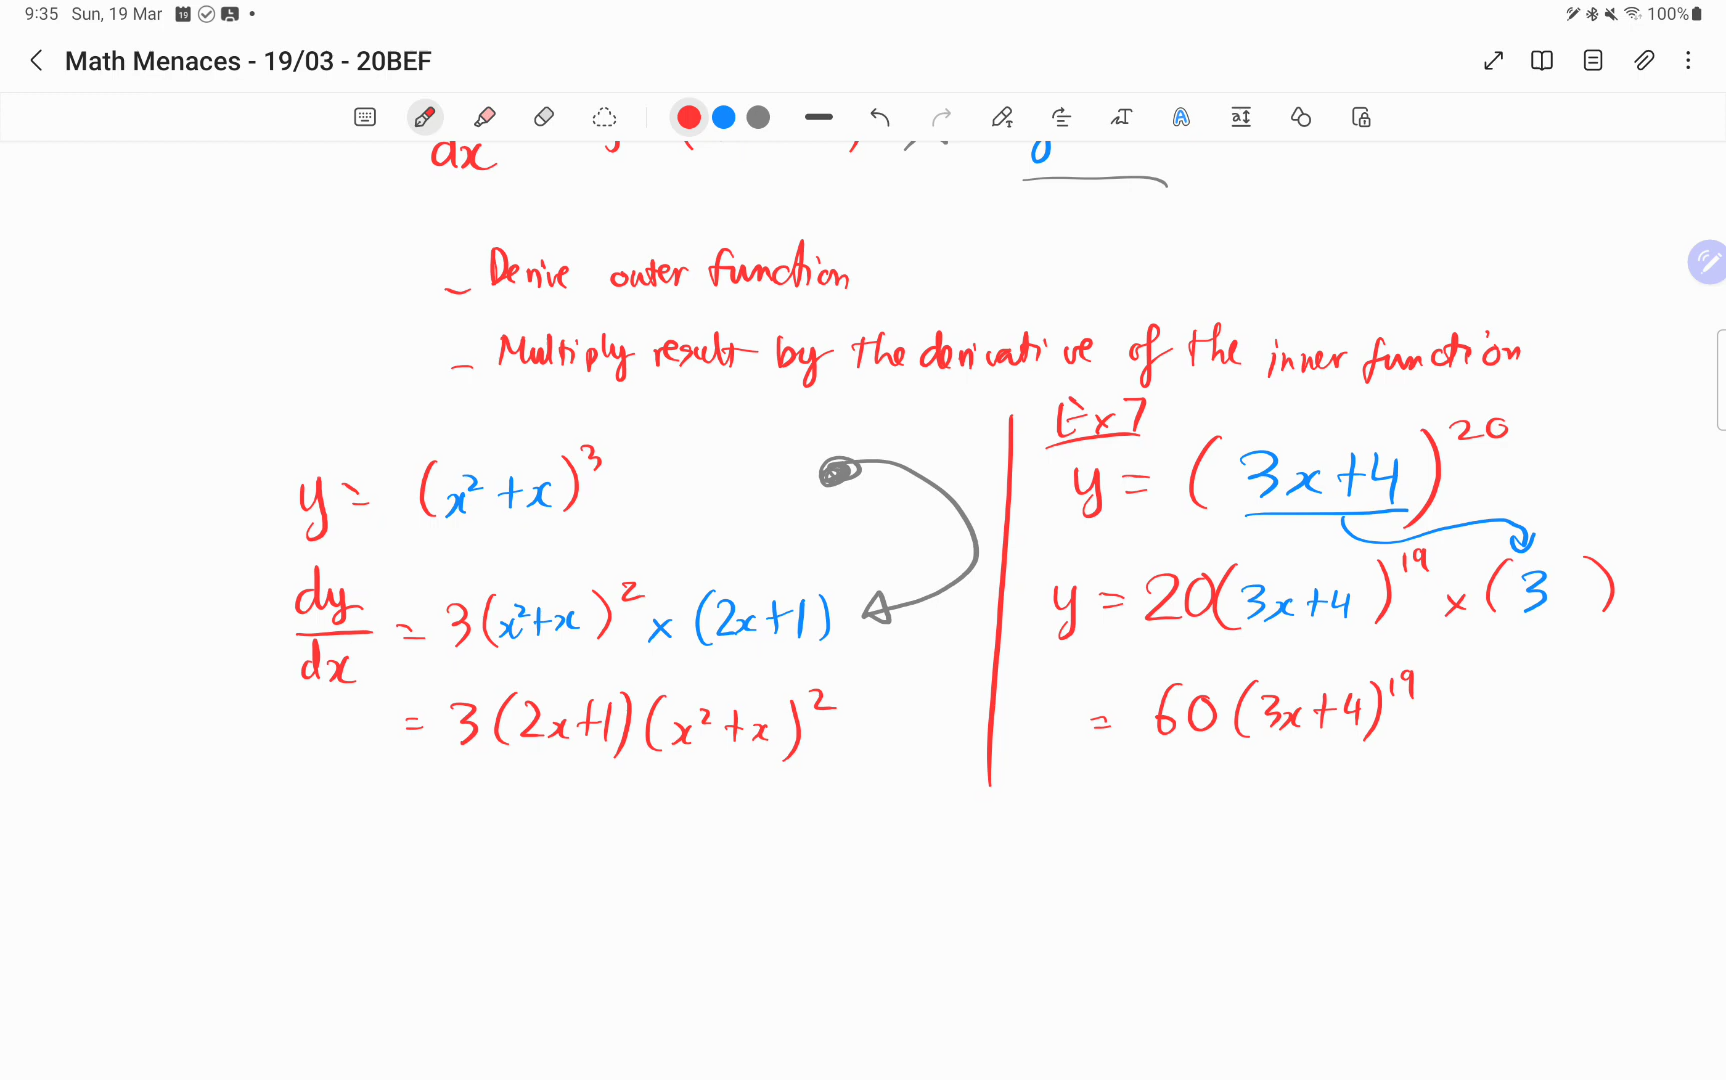 9:35 Sun, 19 Mar 19 100%
Math Menaces - 19/03 - 20BEF
dx
- Derive outer function
- Multiply result by the derivative of the inner function
y = (x² + x)³
dy/dx = 3(x²+x)² × (2x+1)
= 3(2x+1)(x²+x)²
Ex 7
y = (3x+4)²⁰
y = 20(3x+4)¹⁹ × (3 )
= 60(3x+4)¹⁹